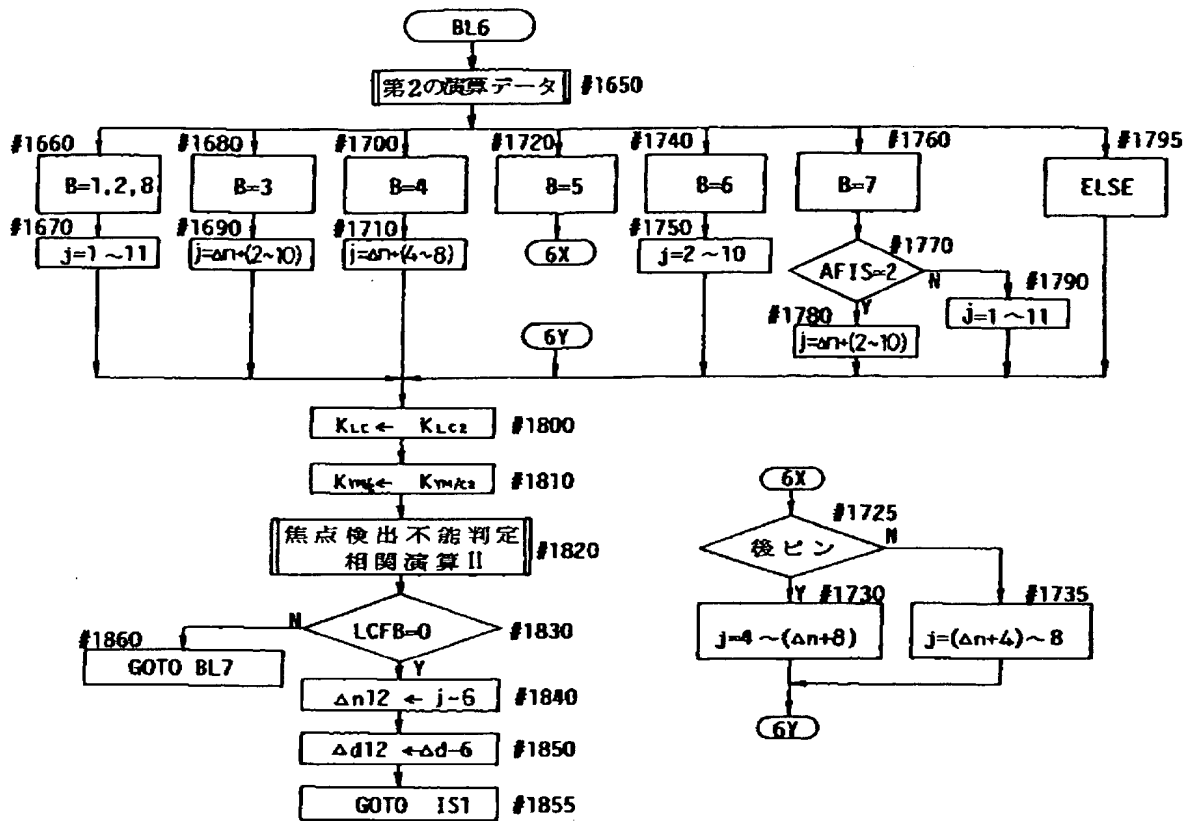 BL6
第2の演算データ #1650
#1660 #1680 #1700 #1720 #1740 #1760 #1795
B=1,2,8 B=3 B=4 B=5 B=6 B=7 ELSE
#1670 #1690 #1710 #1750 #1770
j=1~11 j=Δn+(2~10) j=Δn+(4~8) 6X j=2~10 AFIS=2 N #1790
#1780 Y j=1~11
6Y j=Δn+(2~10)
KLC← KLC2 #1800
KYM/C← KYM/C2 #1810
焦点検出不能判定
相関演算II #1820
N LCFB=0 #1830
#1860 Y
GOTO BL7
Δn12 ← j-6 #1840
Δd12 ←Δd-6 #1850
GOTO IS1 #1855
6X
#1725
後ピン N
Y #1730 #1735
j=4~(Δn+8) j=(Δn+4)~8
6Y